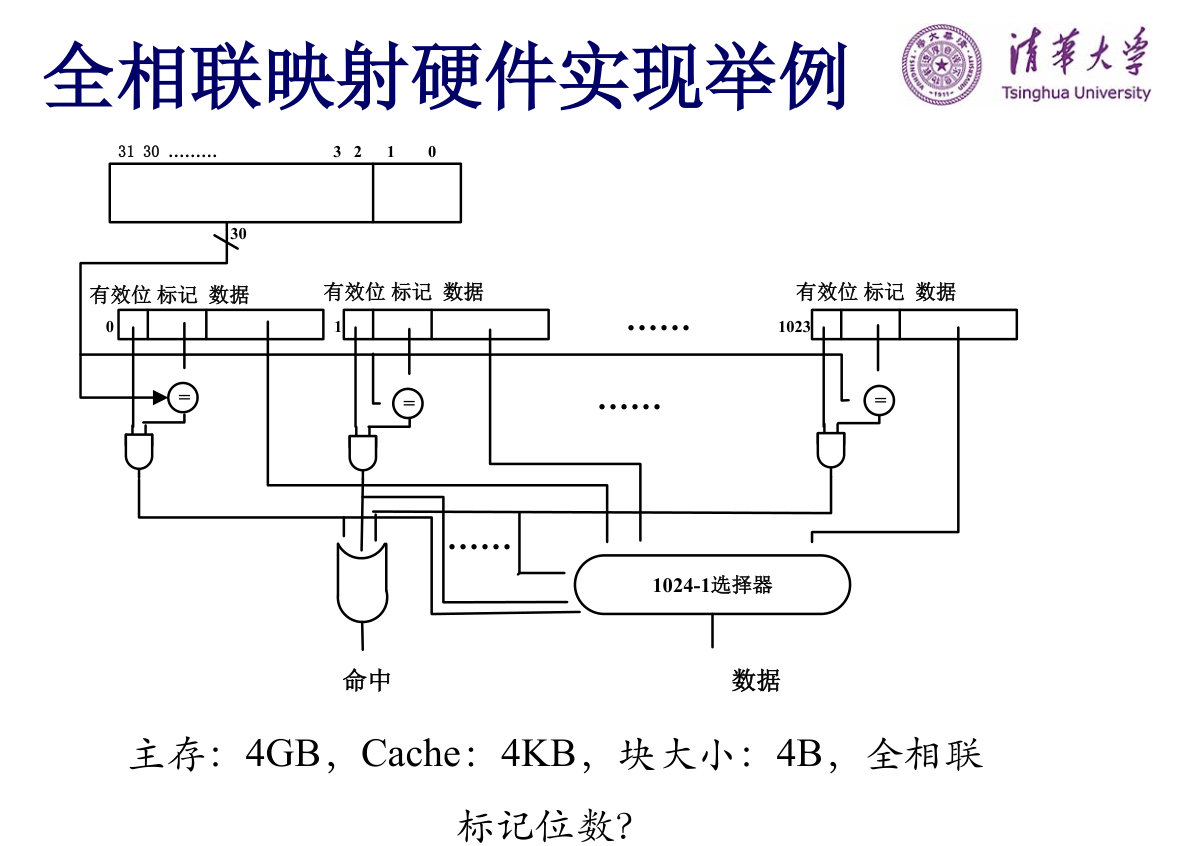 全相联映射硬件实现举例
清华大学
Tsinghua University
31 30 ……… 3 2 1 0
30
有效位 标记 数据 有效位 标记 数据 有效位 标记 数据
0 1 …… 1023
= = …… =
……
1024-1选择器
命中 数据
主存：4GB，Cache：4KB，块大小：4B，全相联
标记位数?